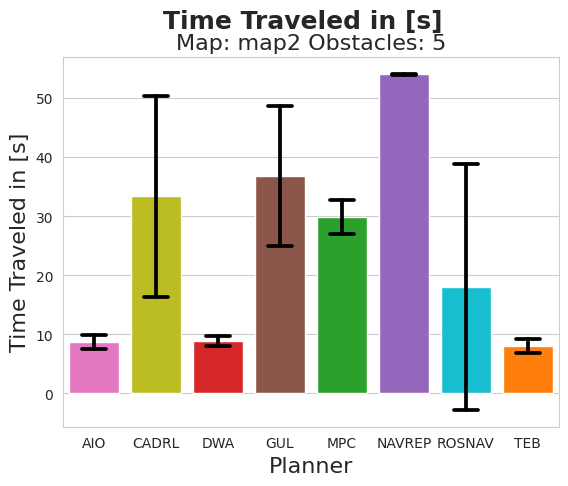 Time Traveled in [s]
Map: map2 Obstacles: 5
Time Traveled in [s]
50
40
30
20
10
0
AIO CADRL DWA GUL MPC NAVREP ROSNAV TEB
Planner